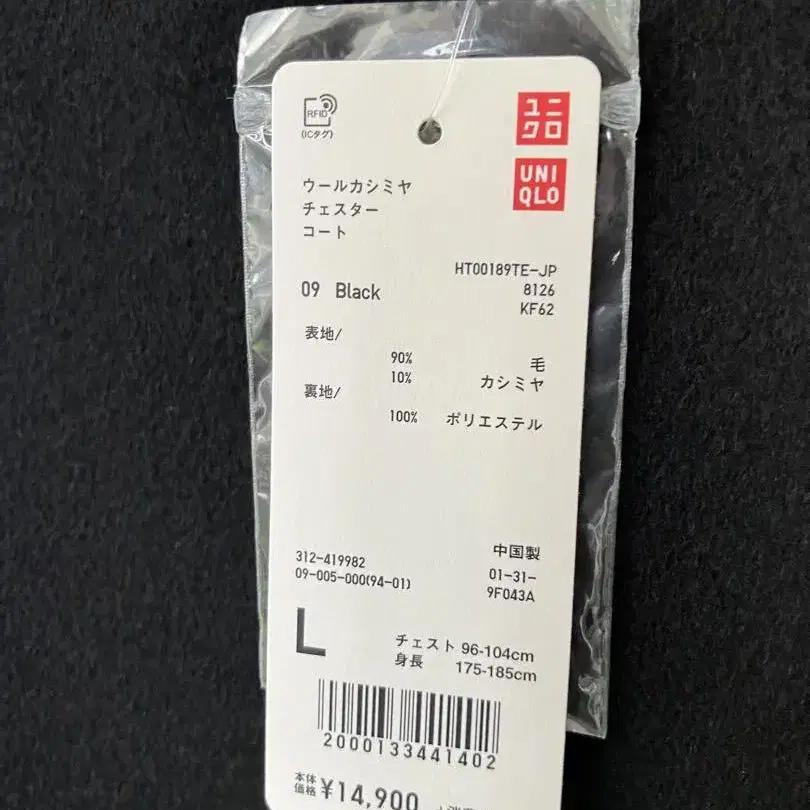 RFID
(ICタグ)
ユニ
クロ
UNI
QLO
ウールカシミヤ
チェスター
コート
HT00189TE-JP
09 Black
8126
KF62
表地/
90% 毛
10% カシミヤ
裏地/
100% ポリエステル
中国製
312-419982
09-005-000(94-01)
01-31-
9F043A
L
チェスト 96-104cm
身長 175-185cm
2000133441402
本体
価格 ¥14,900